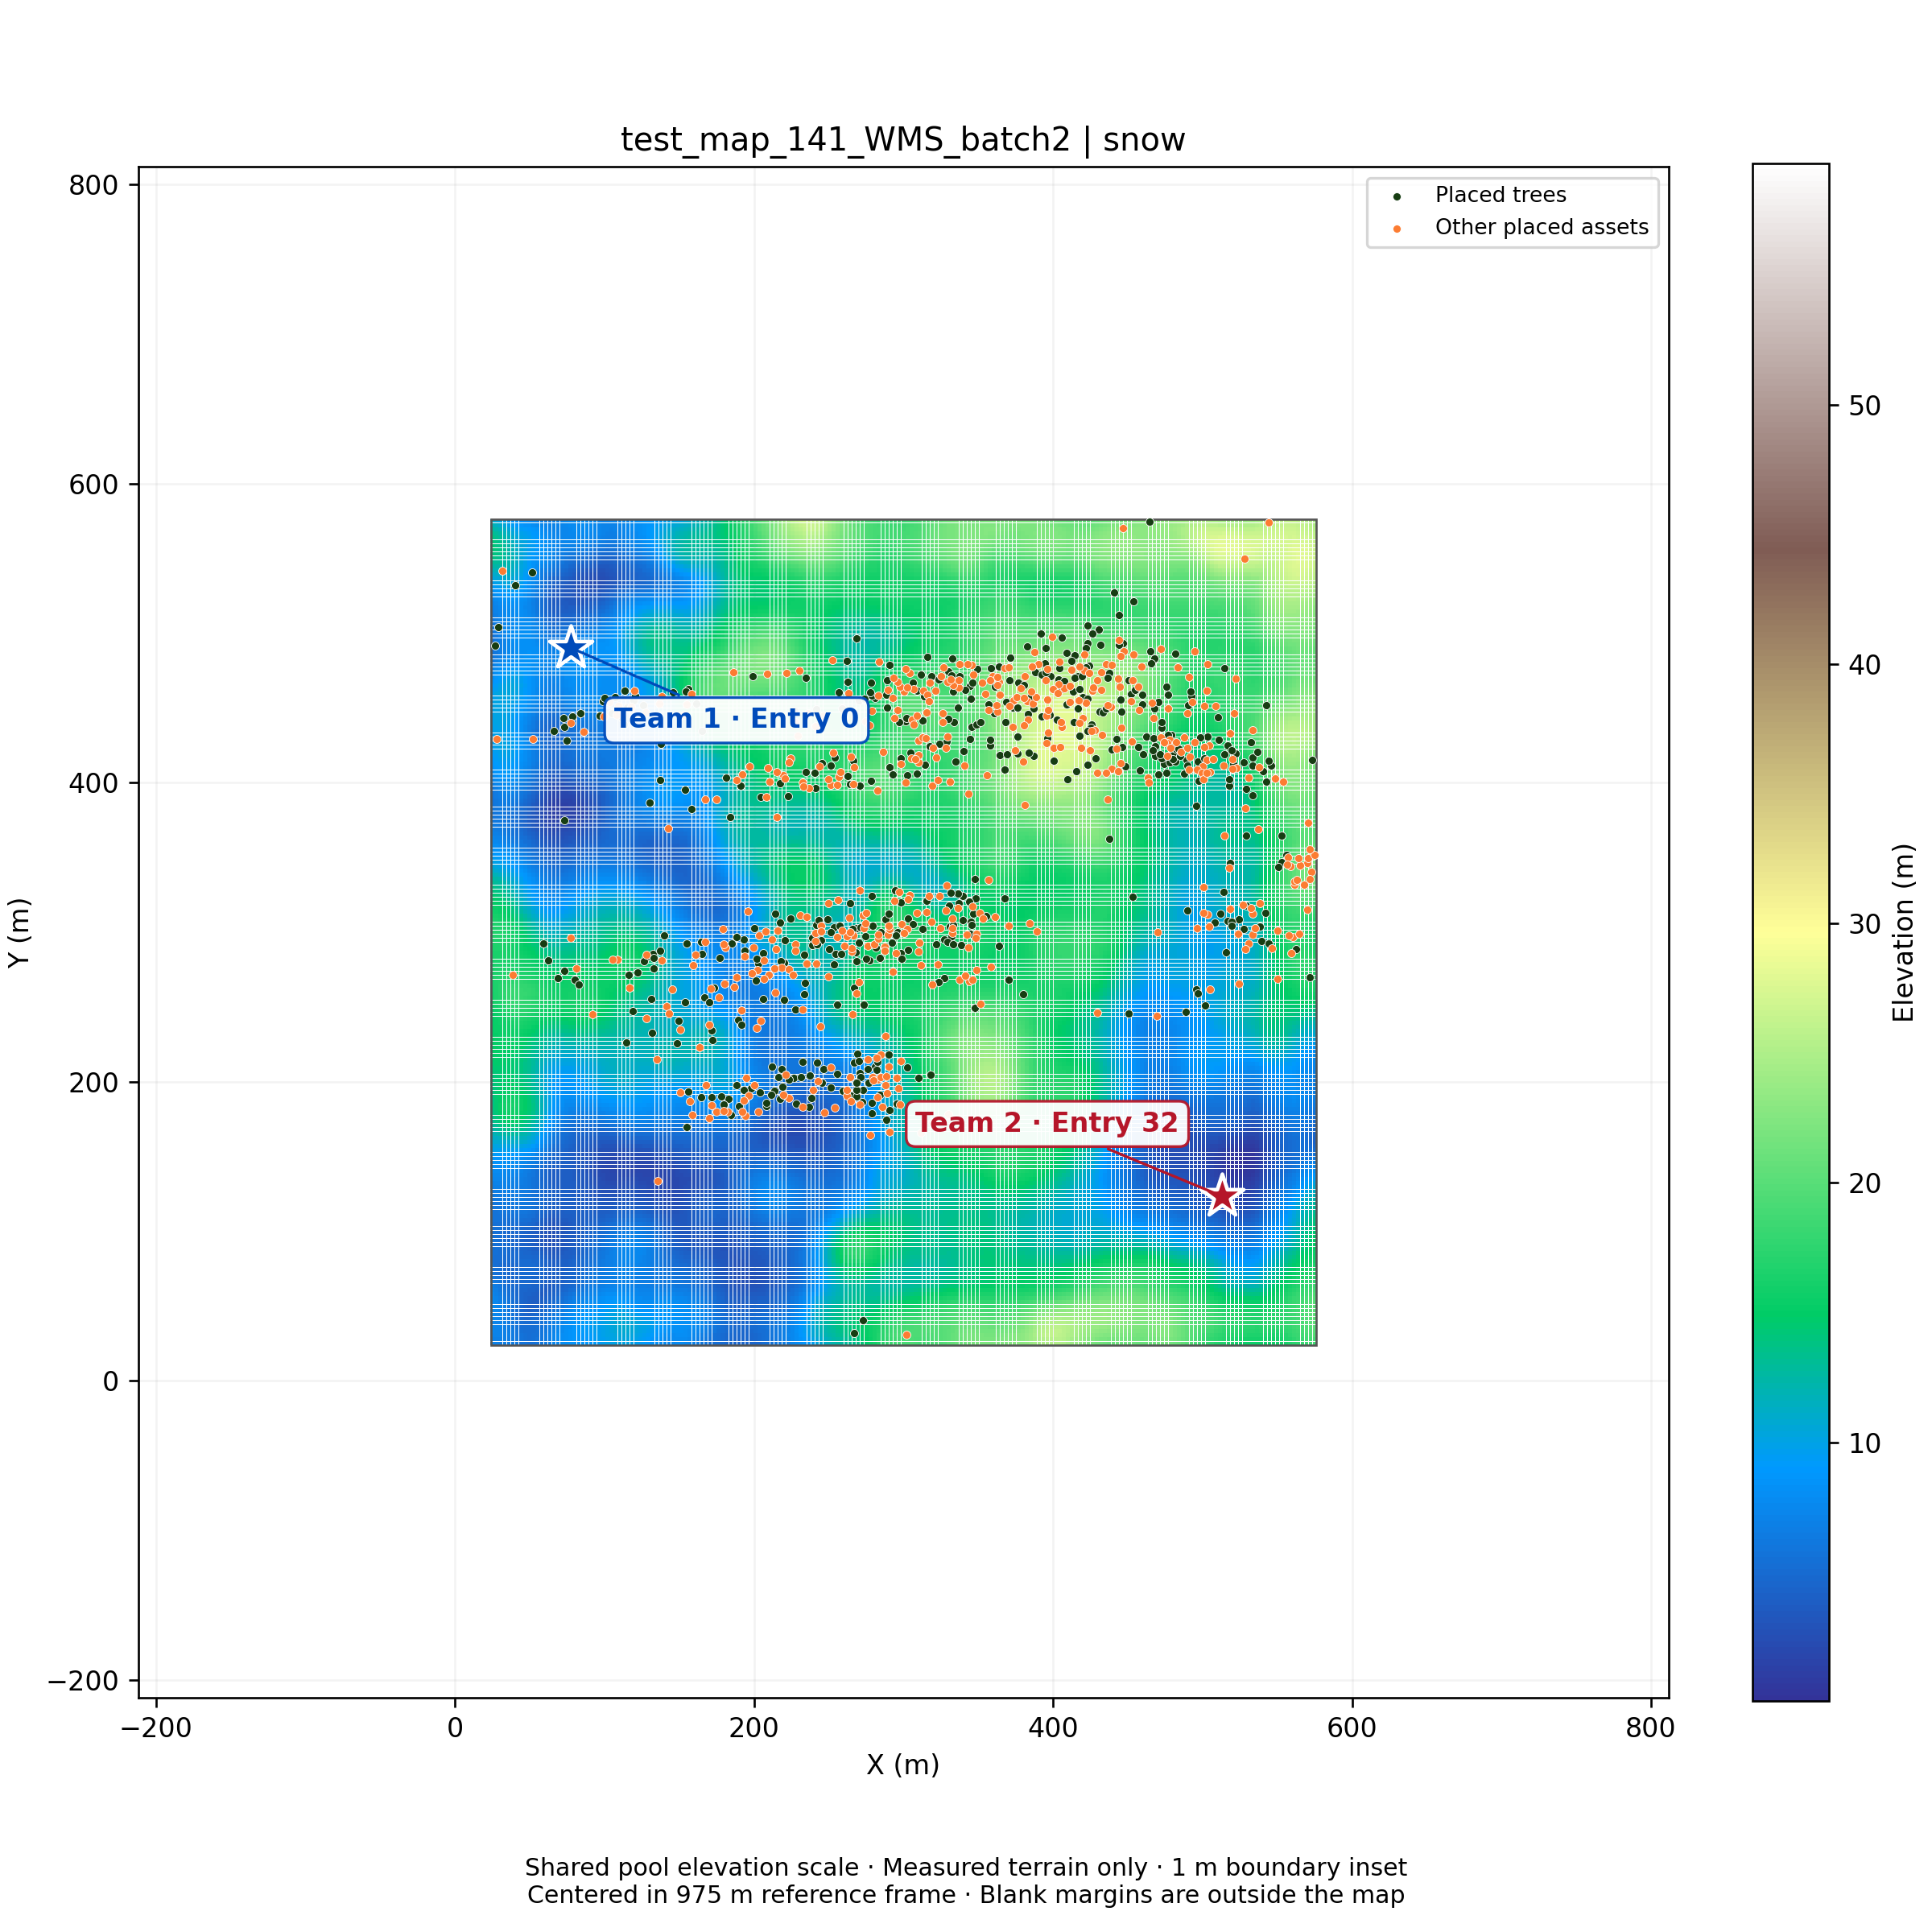 test_map_141_WMS_batch2 | snow
Placed trees
Other placed assets
800
600
400
200
0
−200
Y (m)
Team 1 · Entry 0
Team 2 · Entry 32
−200
0
200
400
600
800
X (m)
50
40
30
20
10
Elevation (m)
Shared pool elevation scale · Measured terrain only · 1 m boundary inset
Centered in 975 m reference frame · Blank margins are outside the map